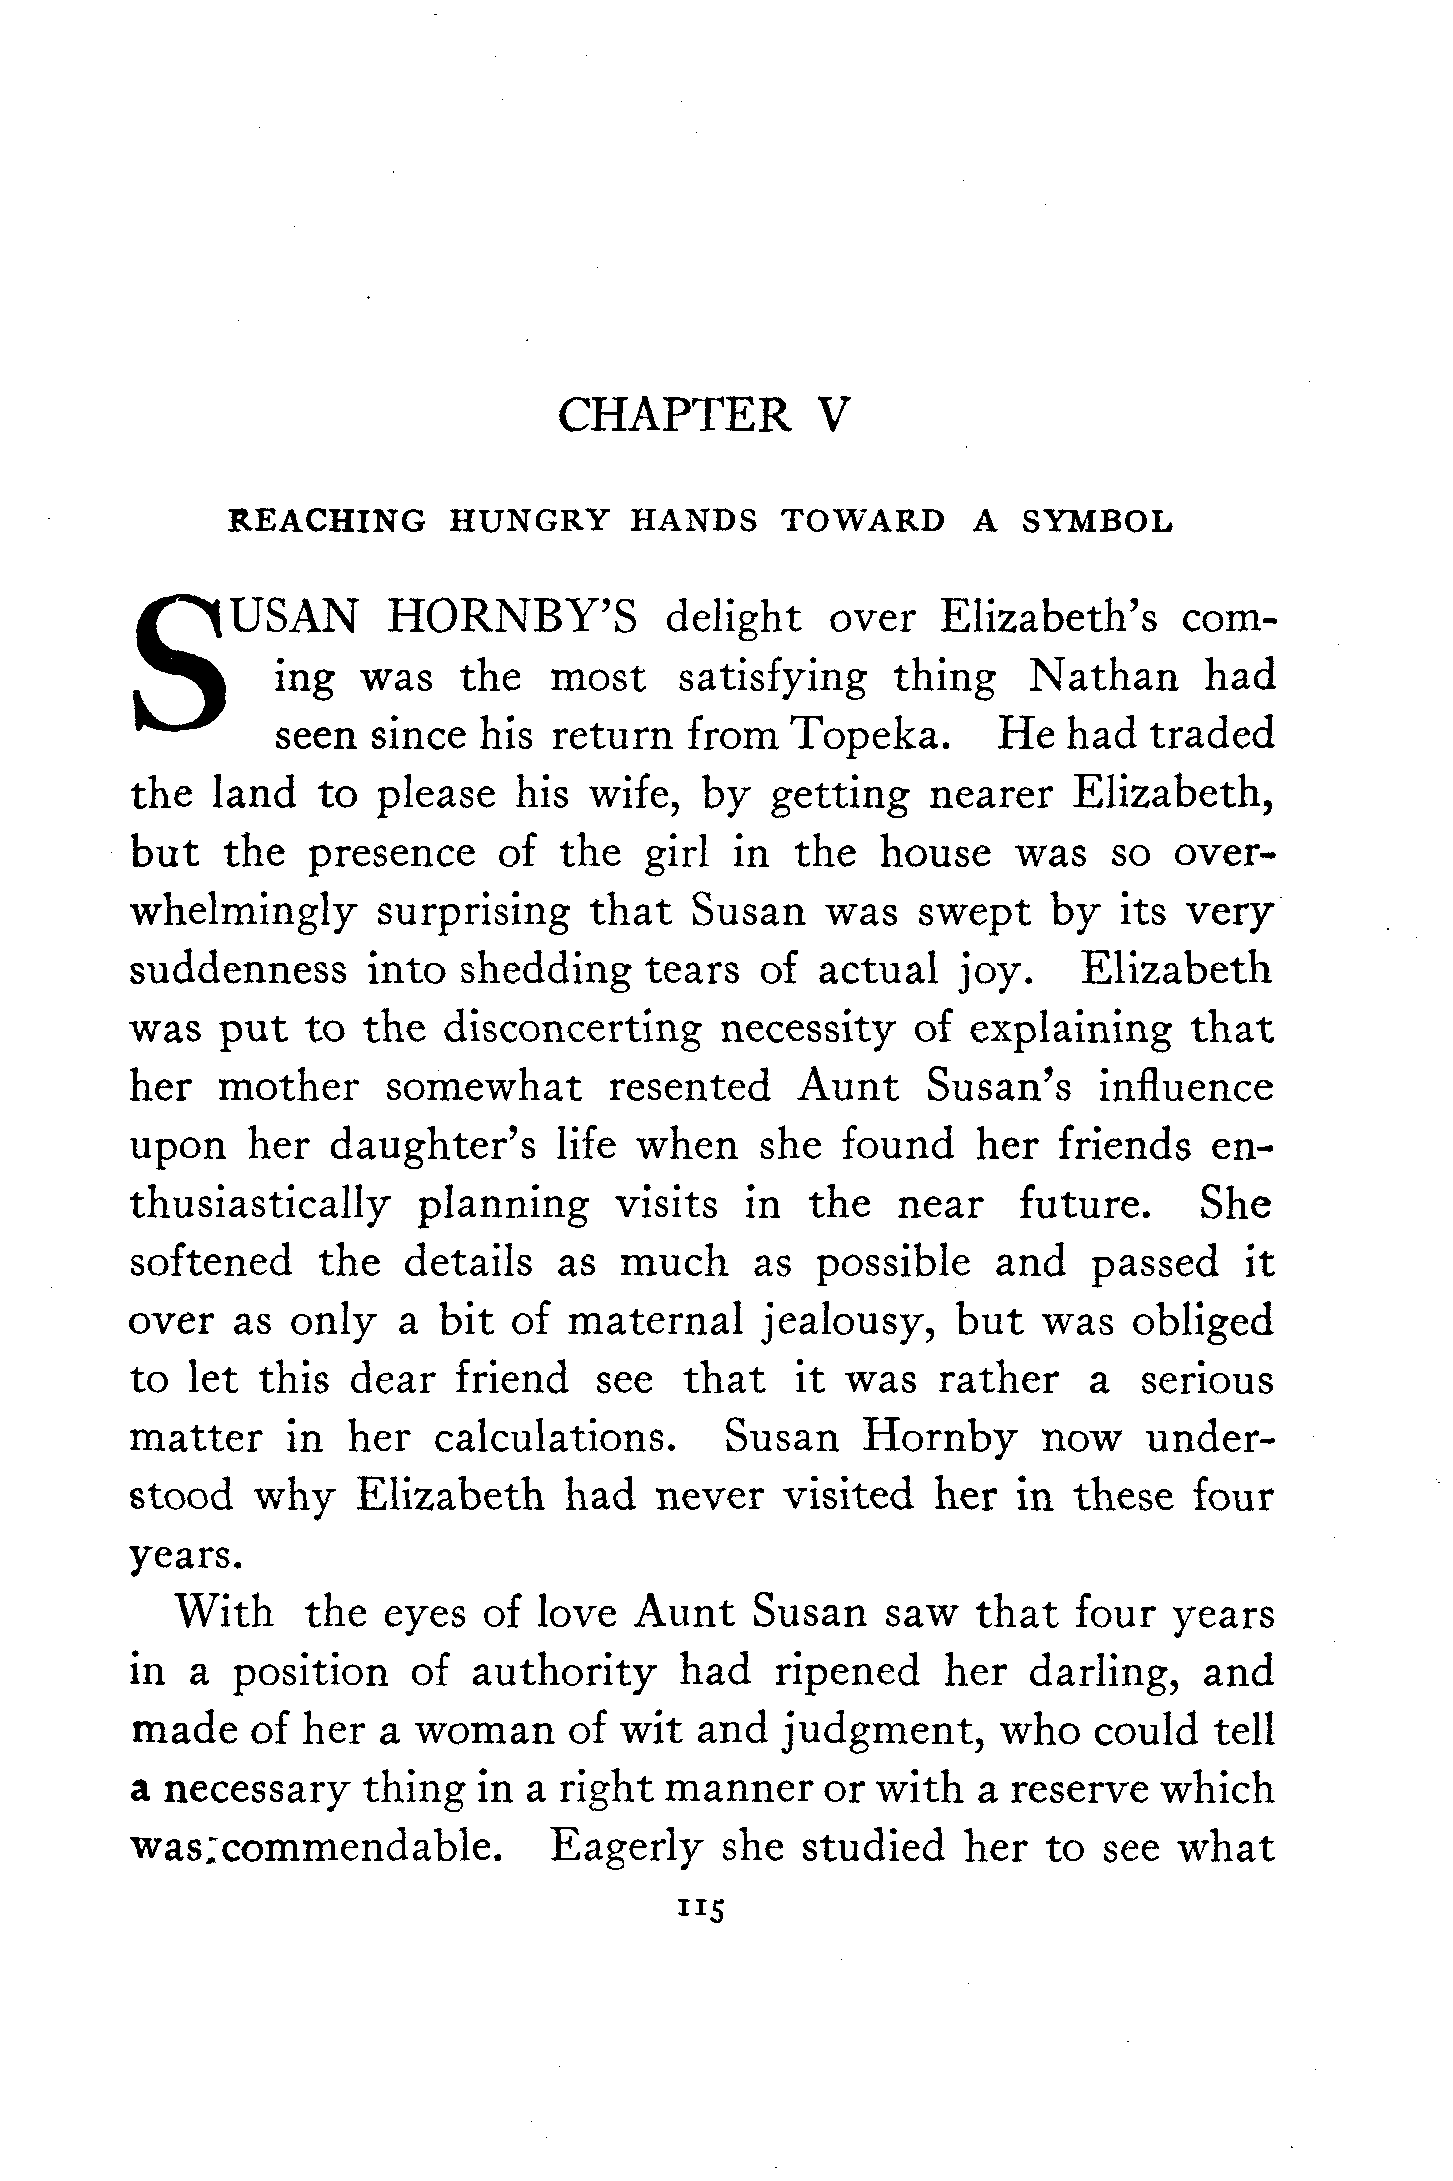 CHAPTER V
REACHING HUNGRY HANDS TOWARD A SYMBOL
SUSAN HORNBY'S delight over Elizabeth's com-
ing was the most satisfying thing Nathan had
seen since his return from Topeka. He had traded
the land to please his wife, by getting nearer Elizabeth,
but the presence of the girl in the house was so over-
whelmingly surprising that Susan was swept by its very
suddenness into shedding tears of actual joy. Elizabeth
was put to the disconcerting necessity of explaining that
her mother somewhat resented Aunt Susan's influence
upon her daughter's life when she found her friends en-
thusiastically planning visits in the near future. She
softened the details as much as possible and passed it
over as only a bit of maternal jealousy, but was obliged
to let this dear friend see that it was rather a serious
matter in her calculations. Susan Hornby now under-
stood why Elizabeth had never visited her in these four
years.
With the eyes of love Aunt Susan saw that four years
in a position of authority had ripened her darling, and
made of her a woman of wit and judgment, who could tell
a necessary thing in a right manner or with a reserve which
was commendable. Eagerly she studied her to see what
115